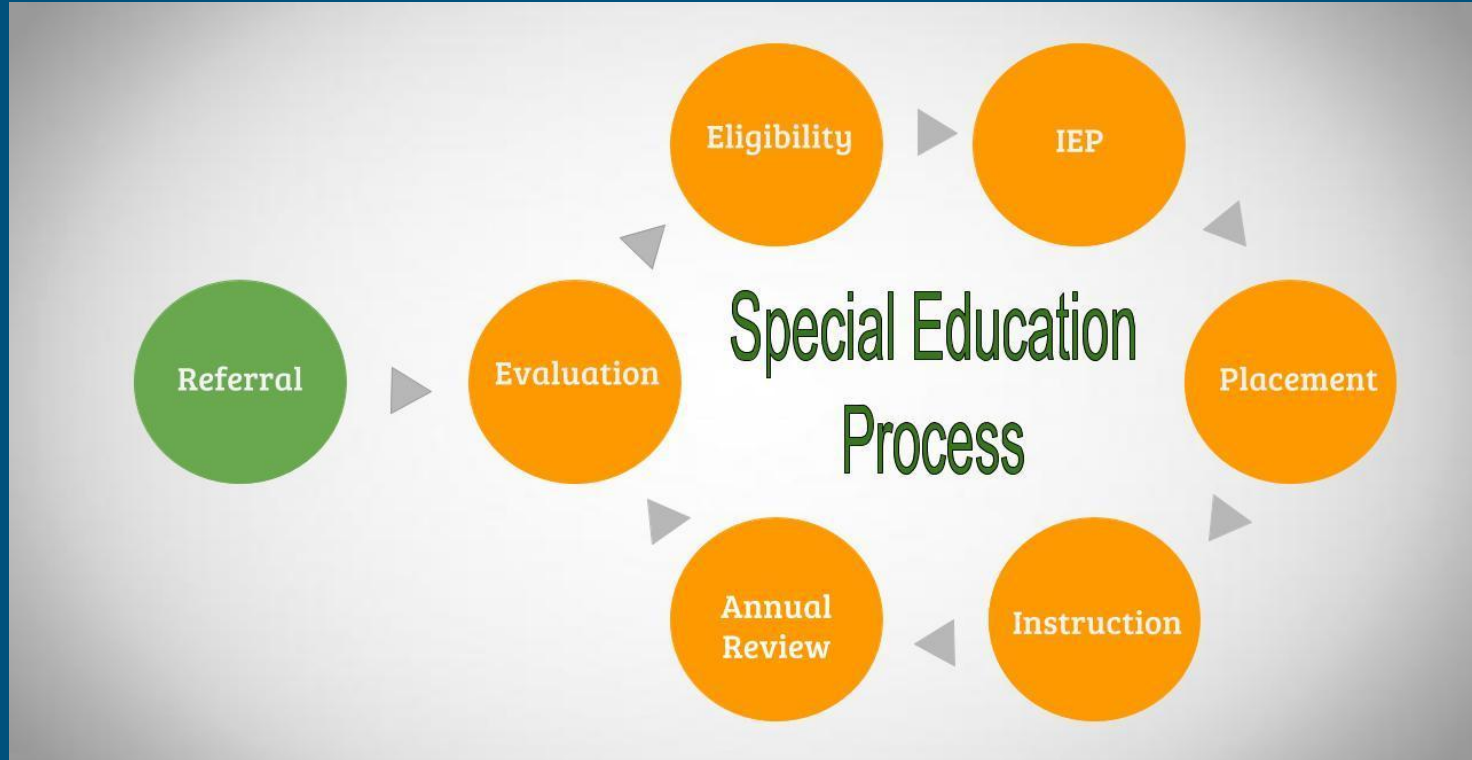 Referral
Evaluation
Eligibility
IEP
Placement
Instruction
Annual
Review
Special Education
Process